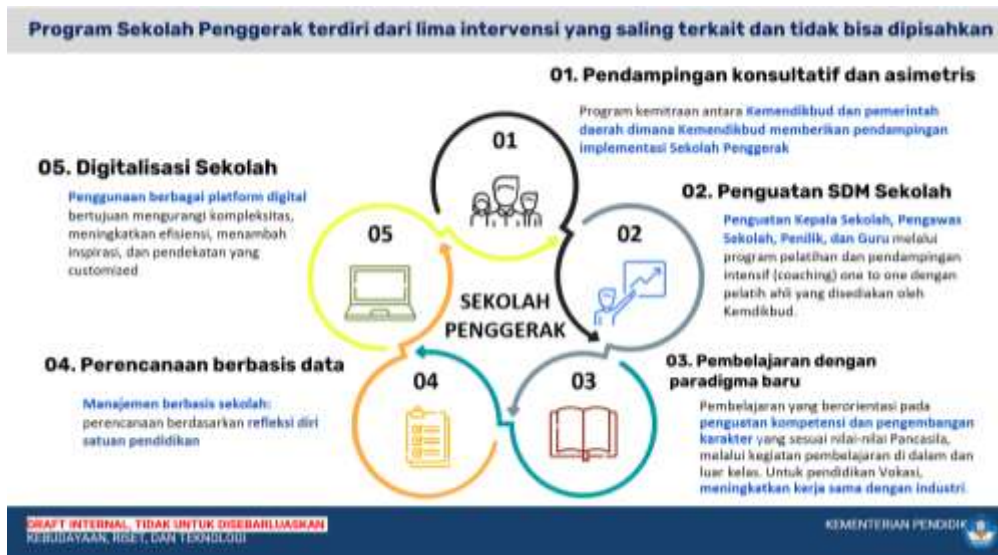 Program Sekolah Penggerak terdiri dari lima intervensi yang saling terkait dan tidak bisa dipisahkan
01. Pendampingan konsultatif dan asimetris
Program kemitraan antara Kemendikbud dan pemerintah
daerah dimana Kemendikbud memberikan pendampingan
implementasi Sekolah Penggerak
01
05. Digitalisasi Sekolah
Penggunaan berbagai platform digital
bertujuan mengurangi kompleksitas,
meningkatkan efisiensi, menambah
inspirasi, dan pendekatan yang
customized
05
02. Penguatan SDM Sekolah
Penguatan Kepala Sekolah, Pengawas
Sekolah, Penilik, dan Guru melalui
program pelatihan dan pendampingan
intensif (coaching) one to one dengan
pelatih ahli yang disediakan oleh
Kemdikbud.
02
SEKOLAH
PENGGERAK
04. Perencanaan berbasis data
Manajemen berbasis sekolah:
perencanaan berdasarkan refleksi diri
satuan pendidikan
04
03
03. Pembelajaran dengan
paradigma baru
Pembelajaran yang berorientasi pada
penguatan kompetensi dan pengembangan
karakter yang sesuai nilai-nilai Pancasila,
melalui kegiatan pembelajaran di dalam dan
luar kelas. Untuk pendidikan Vokasi,
meningkatkan kerja sama dengan industri.
DRAFT INTERNAL, TIDAK UNTUK DISEBARLUASKAN
KEBUDAYAAN, RISET, DAN TEKNOLOGI
KEMENTERIAN PENDIDIK